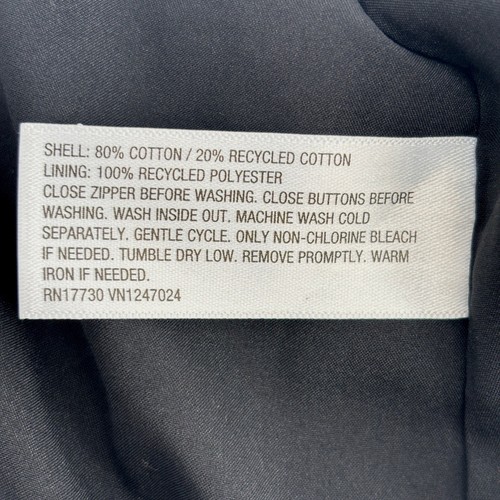 SHELL: 80% COTTON / 20% RECYCLED COTTON
LINING: 100% RECYCLED POLYESTER
CLOSE ZIPPER BEFORE WASHING. CLOSE BUTTONS BEFORE
WASHING. WASH INSIDE OUT. MACHINE WASH COLD
SEPARATELY. GENTLE CYCLE. ONLY NON-CHLORINE BLEACH
IF NEEDED. TUMBLE DRY LOW. REMOVE PROMPTLY. WARM
IRON IF NEEDED.
RN17730 VN1247024